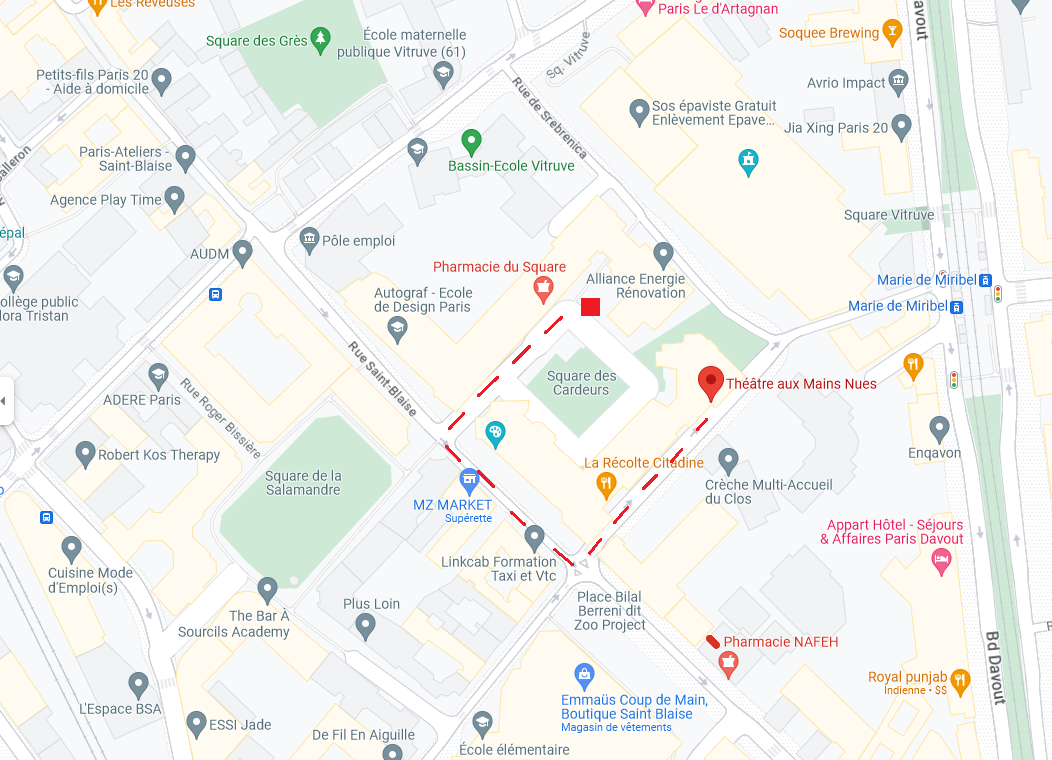 Les Rêveuses
Paris Le d'Artagnan
Davout
Soquee Brewing
Square des Grès
École maternelle
publique Vitruve (61)
Sq. Vitruve
Petits-fils Paris 20
- Aide à domicile
Avrio Impact
Rue de Srebrenica
Sos épaviste Gratuit
Enlèvement Epave...
Jia Xing Paris 20
Paris-Ateliers -
Saint-Blaise
Bassin-Ecole Vitruve
Agence Play Time
Square Vitruve
épal
Pôle emploi
AUDM
Pharmacie du Square
Alliance Energie
Rénovation
Marie de Miribel
Marie de Miribel
ollège public
lora Tristan
Autograf - Ecole
de Design Paris
Rue Saint-Blaise
Square des
Cardeurs
Théâtre aux Mains Nues
ADERE Paris
Rue Roger Bissière
Robert Kos Therapy
Enqavon
La Récolte Citadine
Square de la
Salamandre
Crèche Multi-Accueil
du Clos
MZ MARKET
Supérette
Appart Hôtel - Séjours
& Affaires Paris Davout
Linkcab Formation
Taxi et Vtc
Cuisine Mode
d'Emploi(s)
Place Bilal
Berreni dit
Zoo Project
Plus Loin
The Bar À
Sourcils Academy
Pharmacie NAFEH
Bd Davout
Royal punjab
Indienne • $$
L'Espace BSA
Emmaüs Coup de Main,
Boutique Saint Blaise
Magasin de vêtements
ESSI Jade
De Fil En Aiguille
École élémentaire